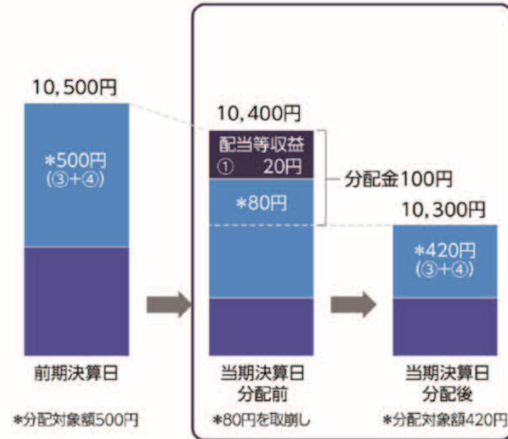 10,500円
*500円
(③+④)
前期決算日
*分配対象額500円
10,400円
配当等収益
① 20円
*80円
分配金100円
当期決算日
分配前
*80円を取崩し
10,300円
*420円
(③+④)
当期決算日
分配後
*分配対象額420円